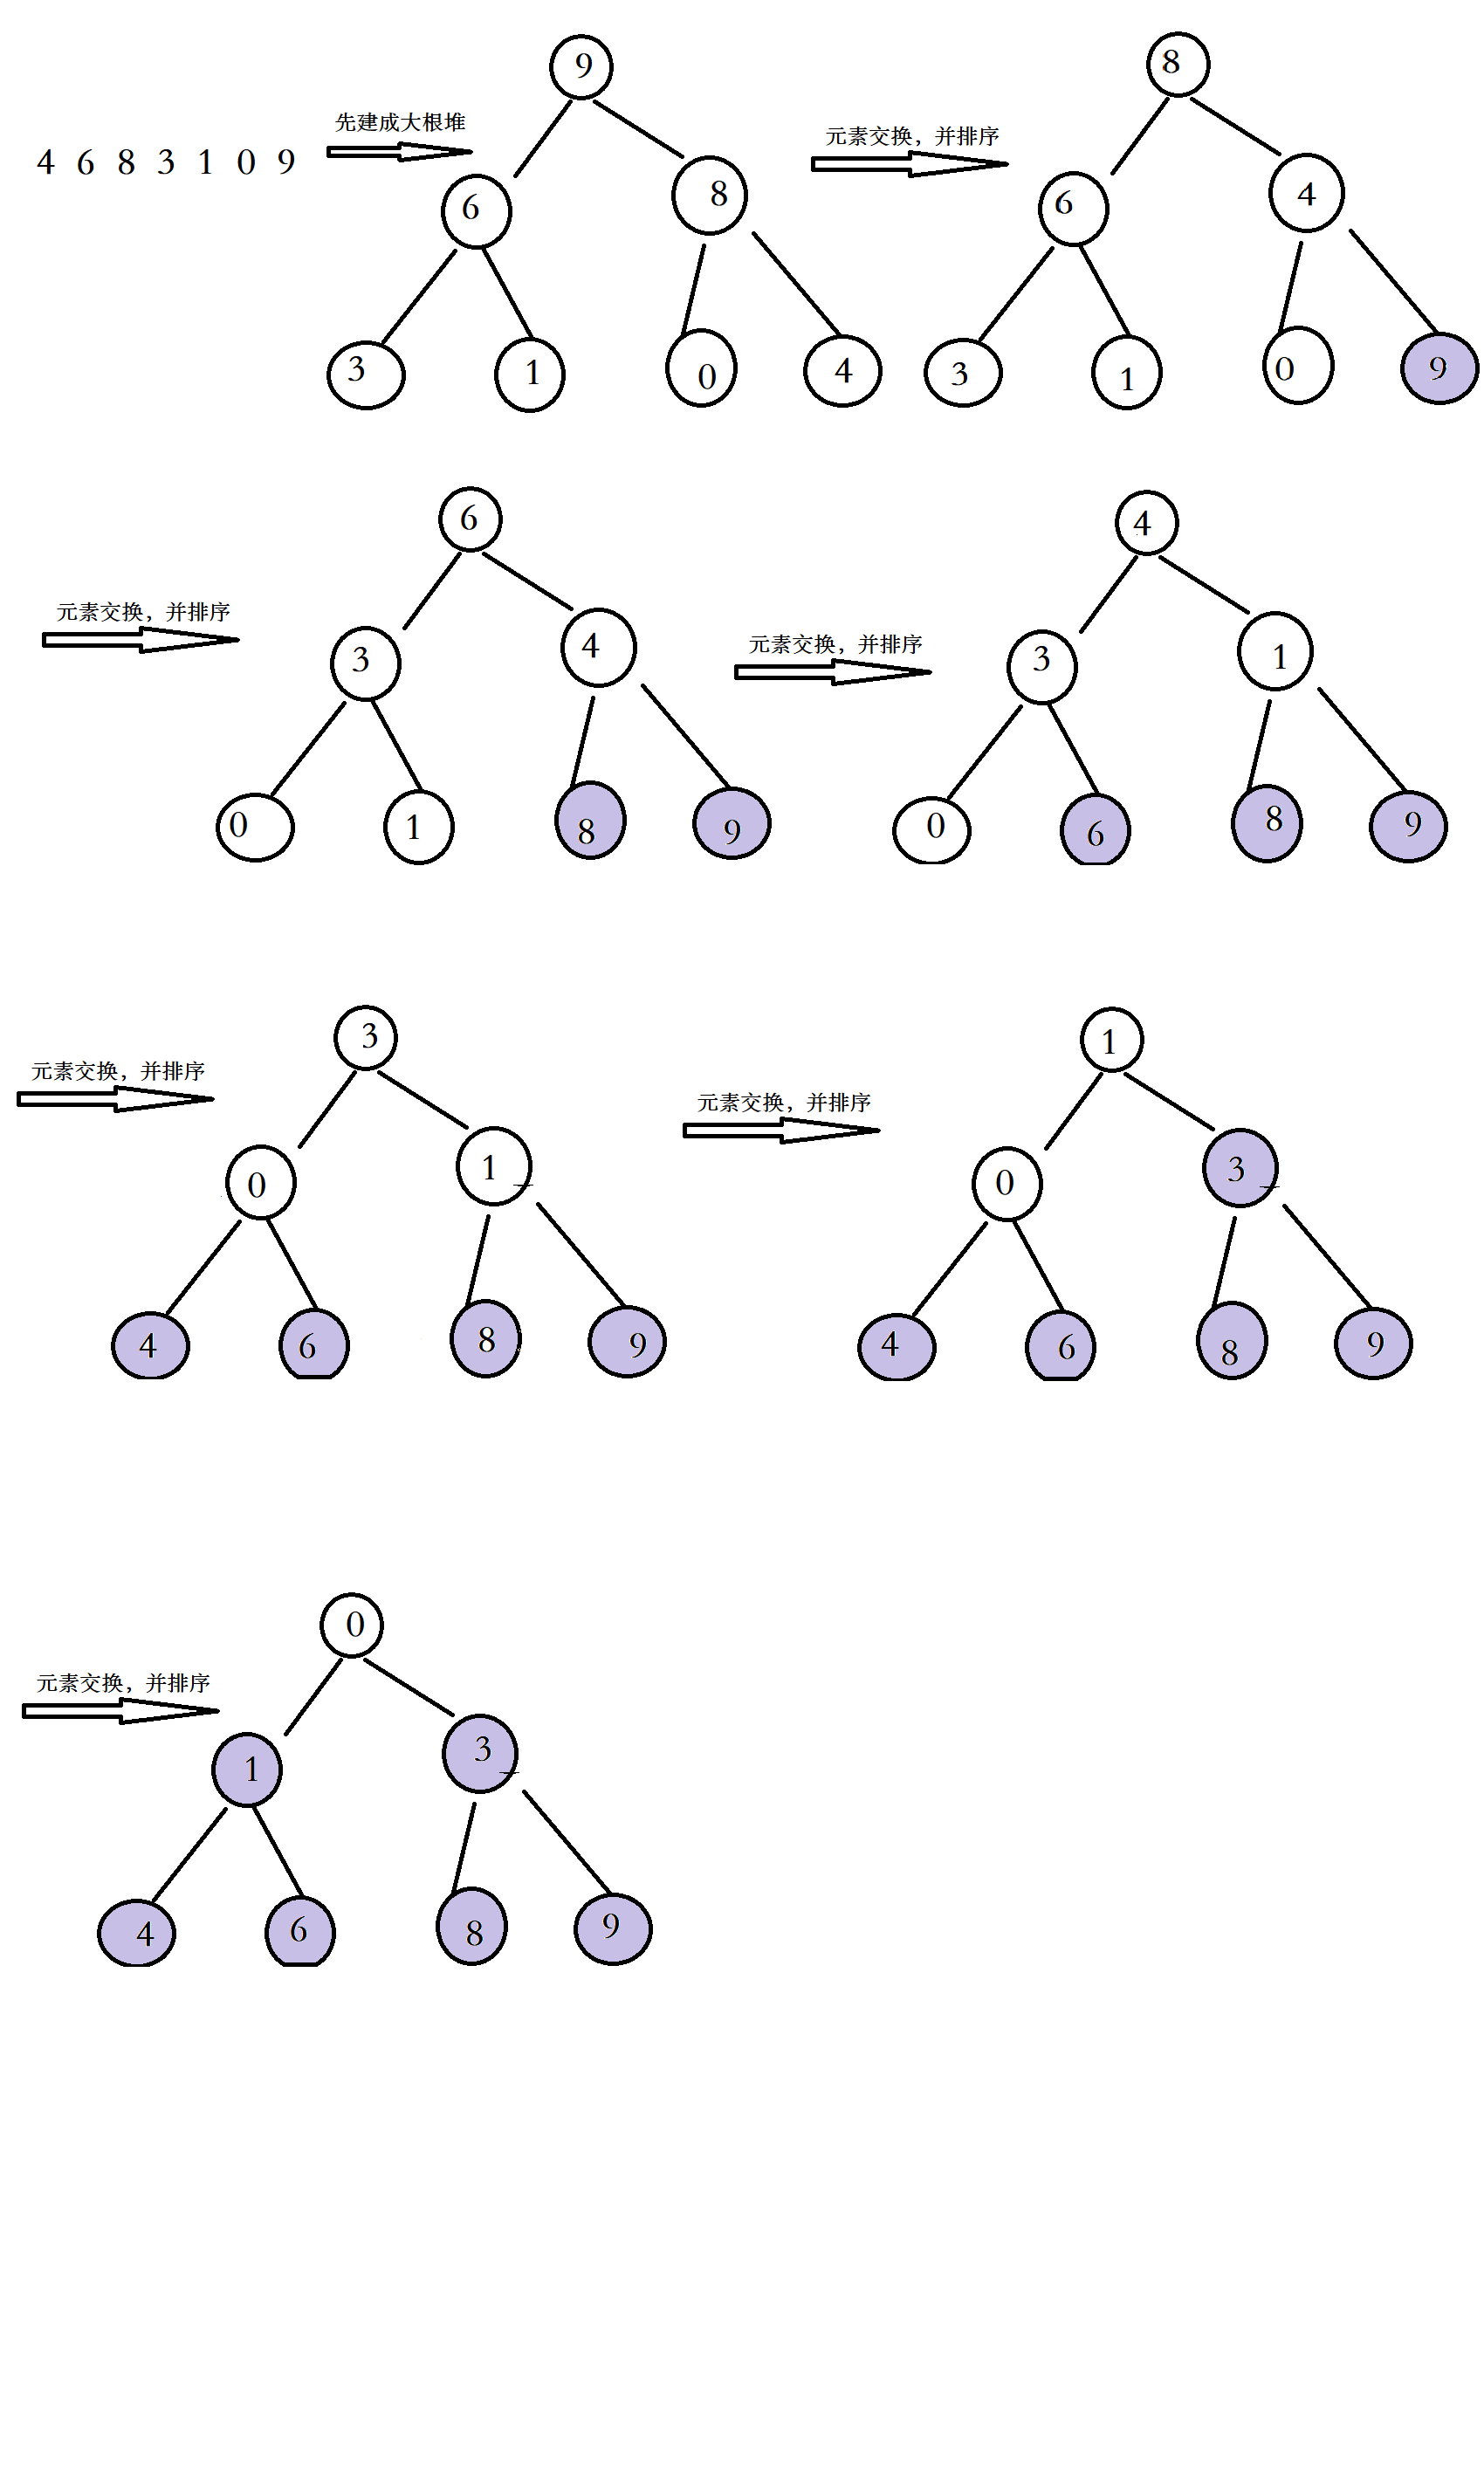 4 6 8 3 1 0 9
先建成大根堆
9
6 8
3 1 0 4
元素交换，并排序
8
6 4
3 1 0 9
元素交换，并排序
6
3 4
0 1 8 9
元素交换，并排序
4
3 1
0 6 8 9
元素交换，并排序
3
0 1
4 6 8 9
元素交换，并排序
1
0 3
4 6 8 9
元素交换，并排序
0
1 3
4 6 8 9